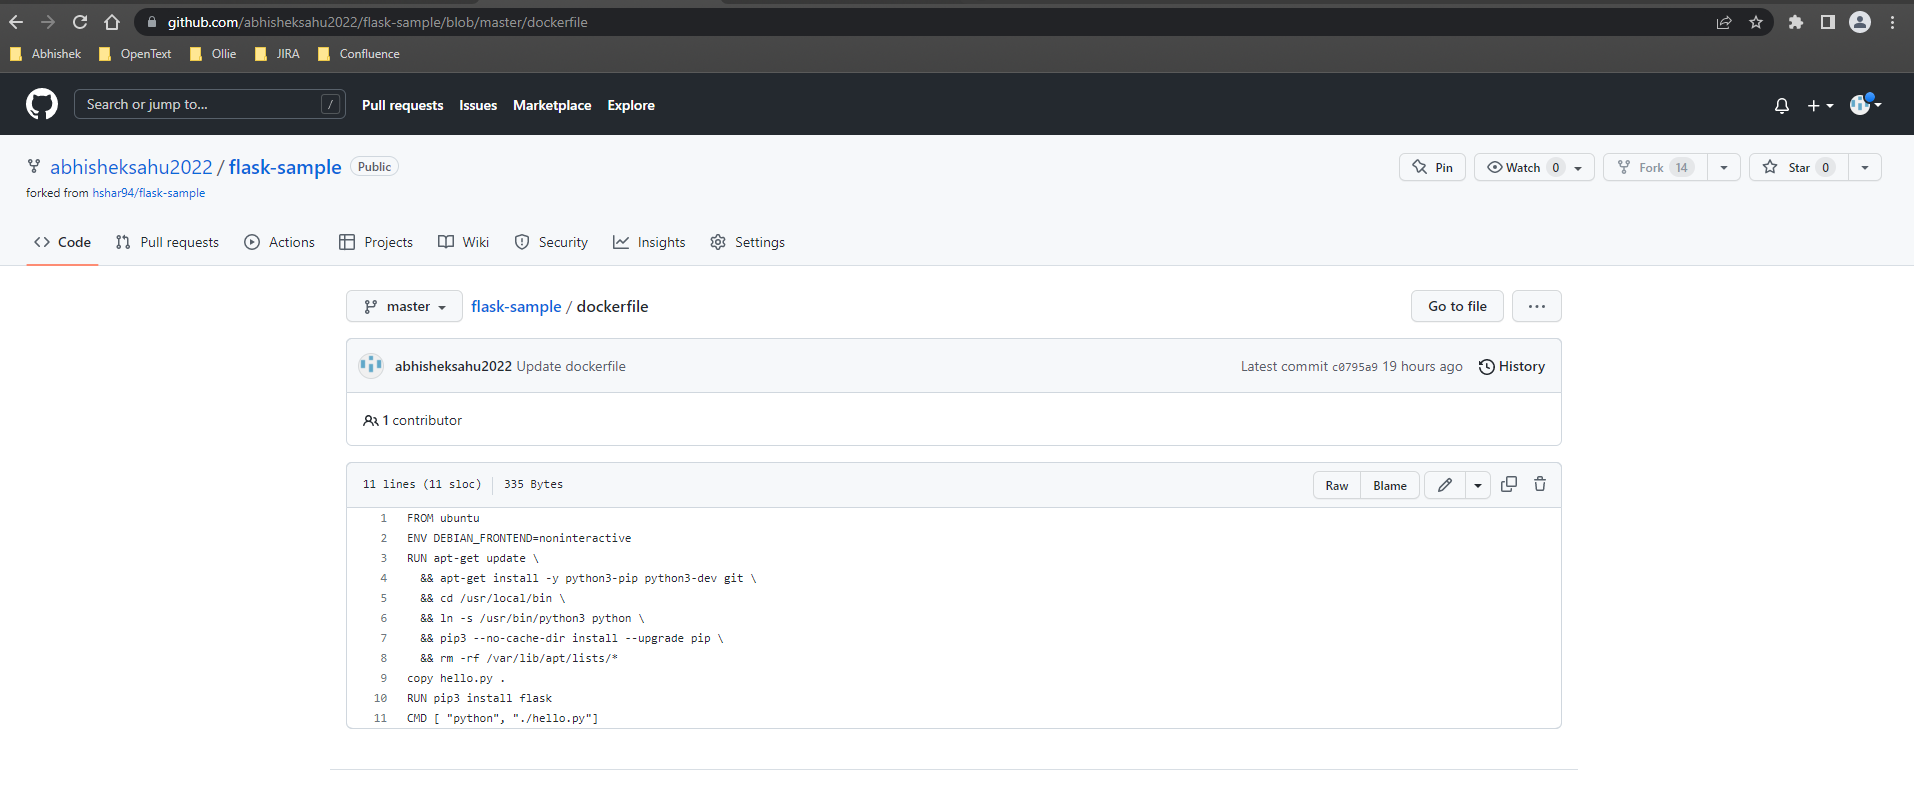 github.com/abhisheksahu2022/flask-sample/blob/master/dockerfile
Abhishek OpenText Ollie JIRA Confluence
Search or jump to... / Pull requests Issues Marketplace Explore
abhisheksahu2022 / flask-sample Public Pin Watch 0 Fork 14 Star 0
forked from hshar94/flask-sample
Code Pull requests Actions Projects Wiki Security Insights Settings
master flask-sample / dockerfile Go to file ...
abhisheksahu2022 Update dockerfile Latest commit c0795a9 19 hours ago History
1 contributor
11 lines (11 sloc) 335 Bytes Raw Blame
1 FROM ubuntu
2 ENV DEBIAN_FRONTEND=noninteractive
3 RUN apt-get update \
4 && apt-get install -y python3-pip python3-dev git \
5 && cd /usr/local/bin \
6 && ln -s /usr/bin/python3 python \
7 && pip3 --no-cache-dir install --upgrade pip \
8 && rm -rf /var/lib/apt/lists/*
9 copy hello.py .
10 RUN pip3 install flask
11 CMD [ "python", "./hello.py"]